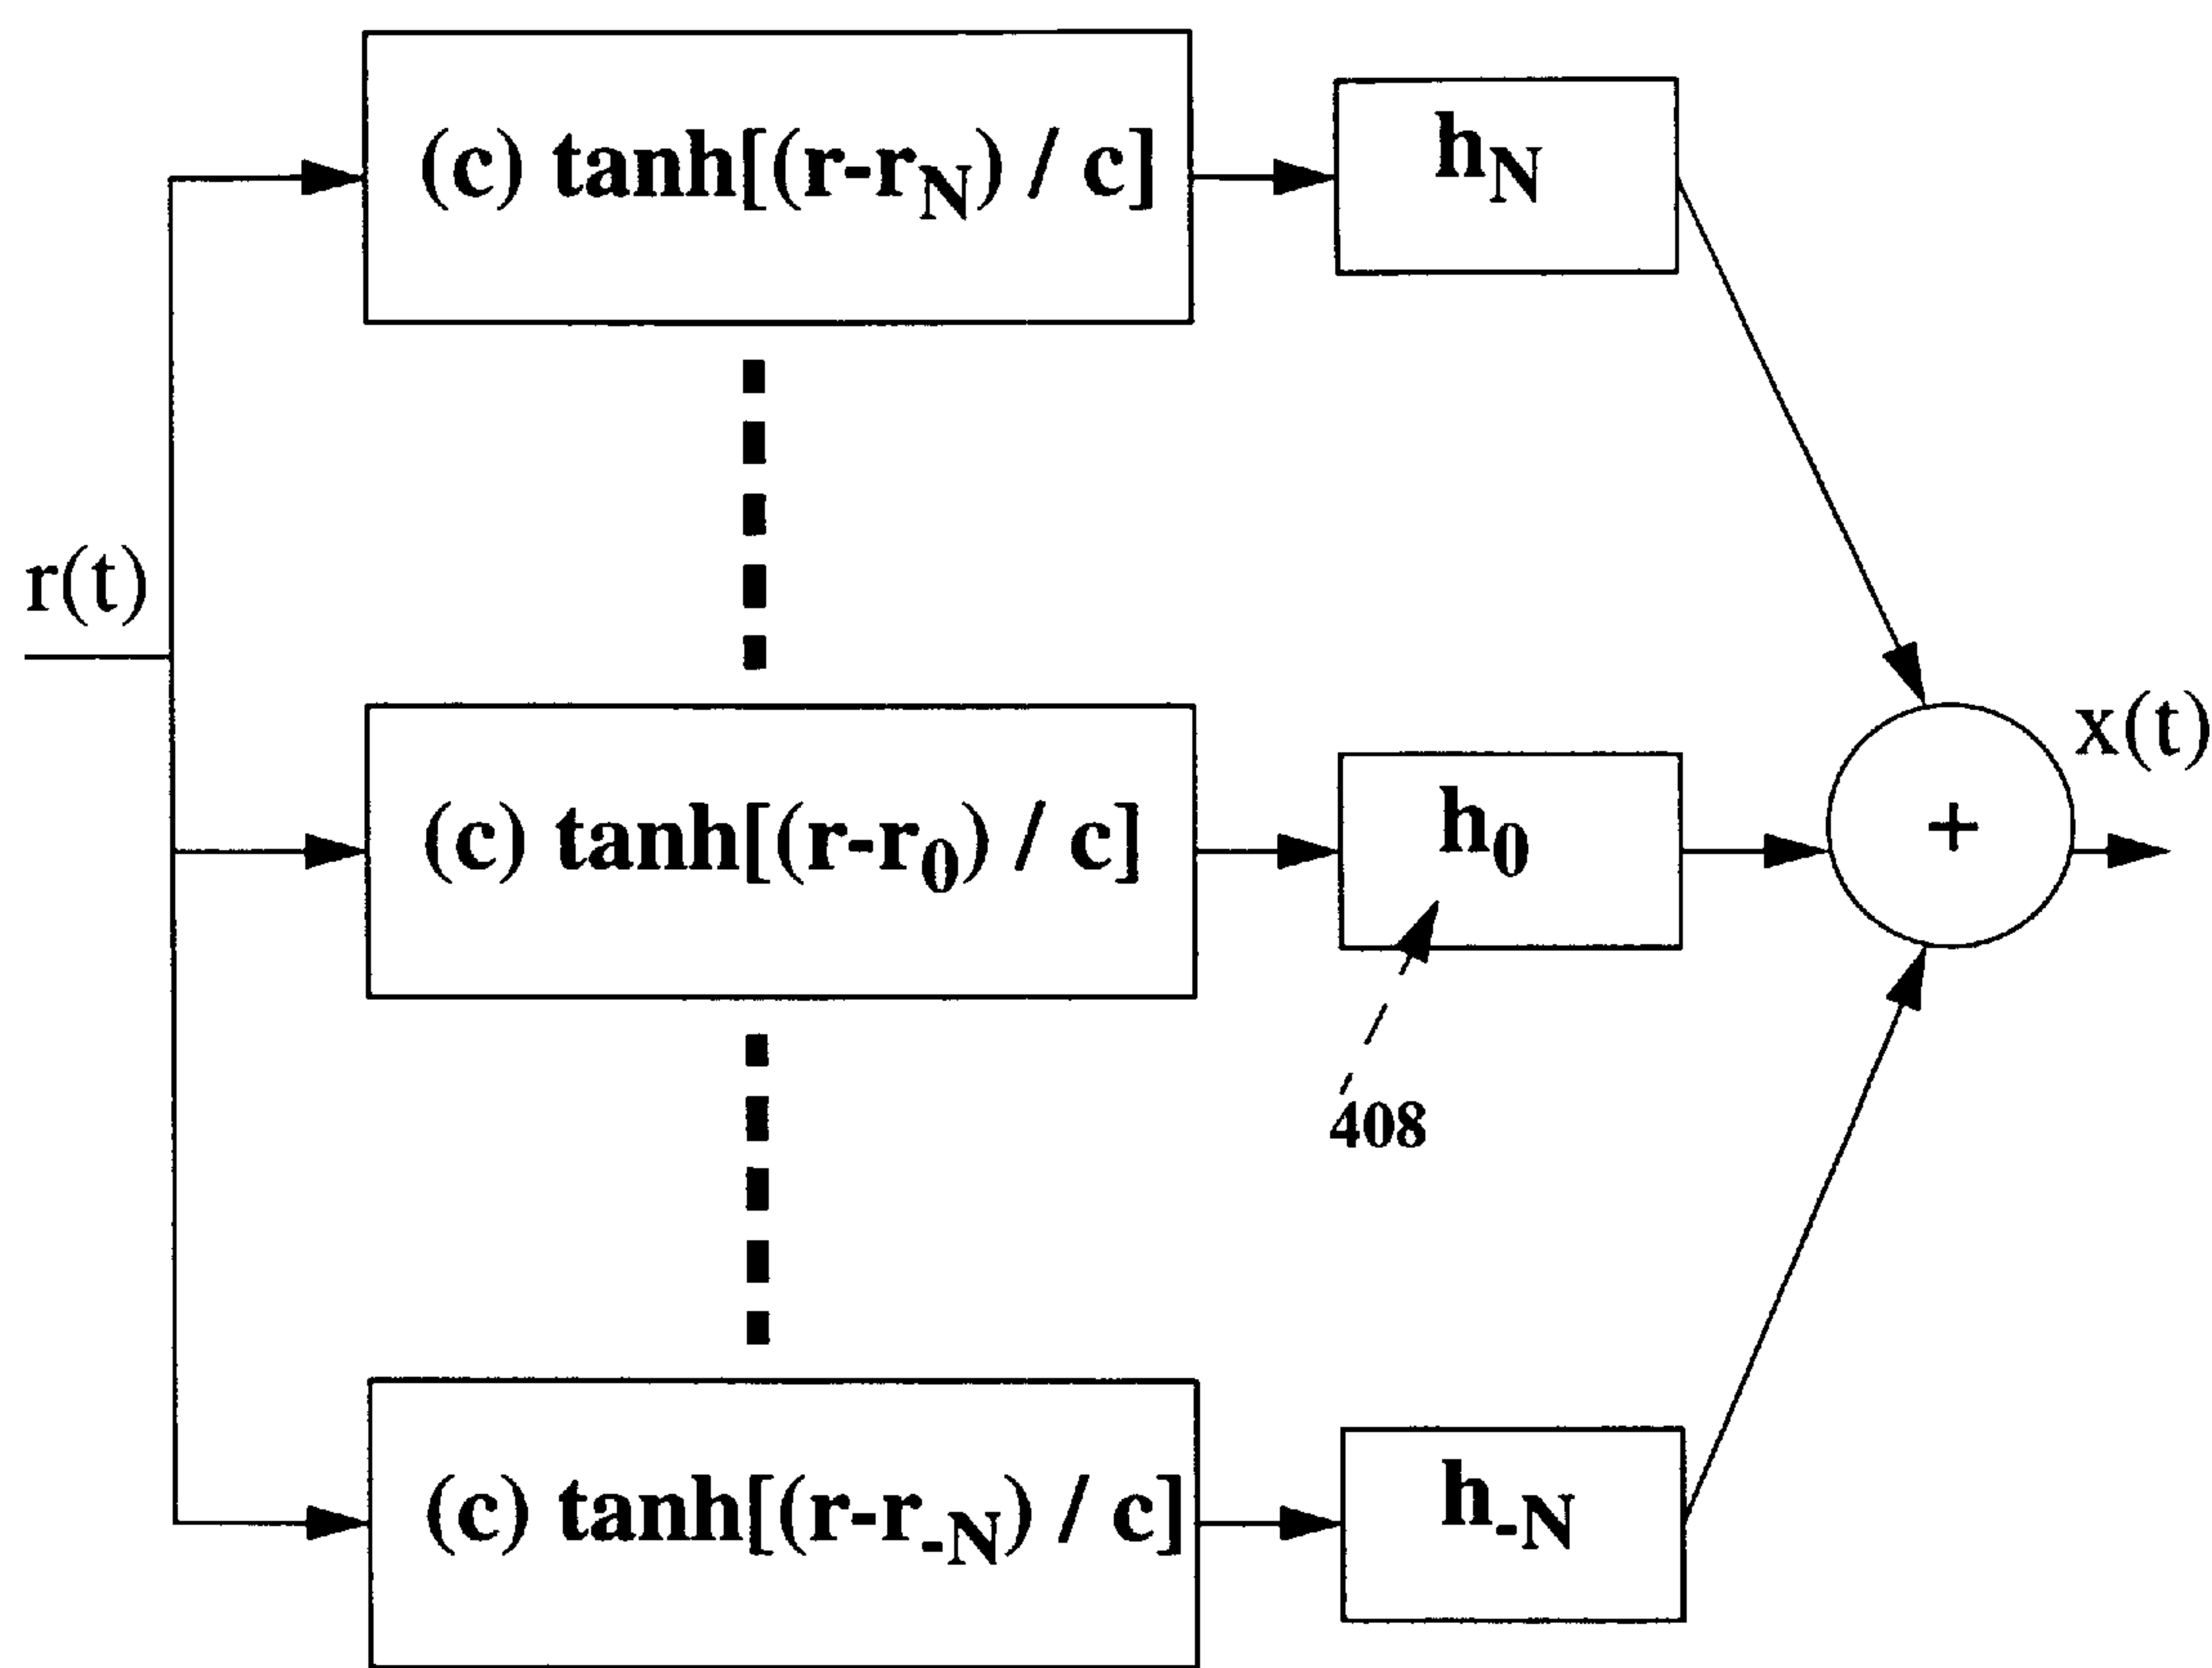 (c) tanh[(r-r_N) / c]
h_N
r(t)
x(t)
(c) tanh[(r-r_0) / c]
h_0
+
408
(c) tanh[(r-r_-N) / c]
h_-N